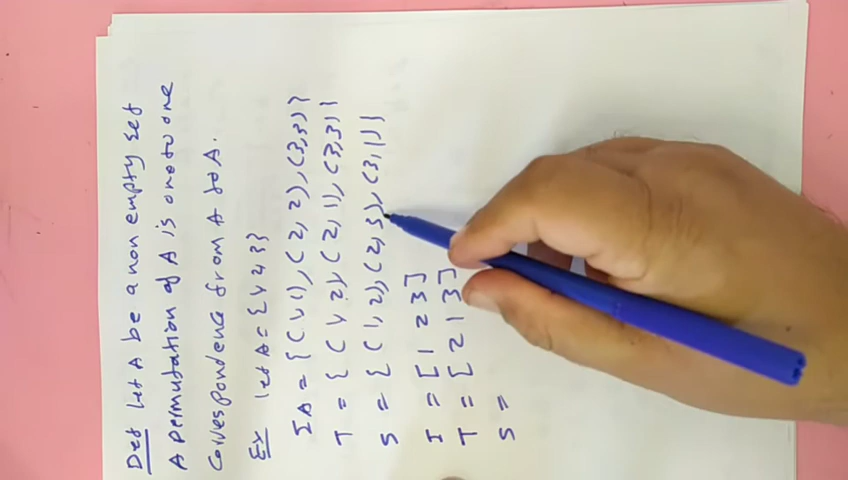 Def Let A be a non empty set
A permutation of A is one to one
Correspondence from A to A.
Ex let A = {1, 2, 3}
IA = { (1, 1), (2, 2), (3, 3) }
T = { (1, 2), (2, 1), (3, 3) }
S = { (1, 2), (2, 3), (3, 1) }
I = [ 1 2 3 ]
T = [ 2 1 3 ]
S =